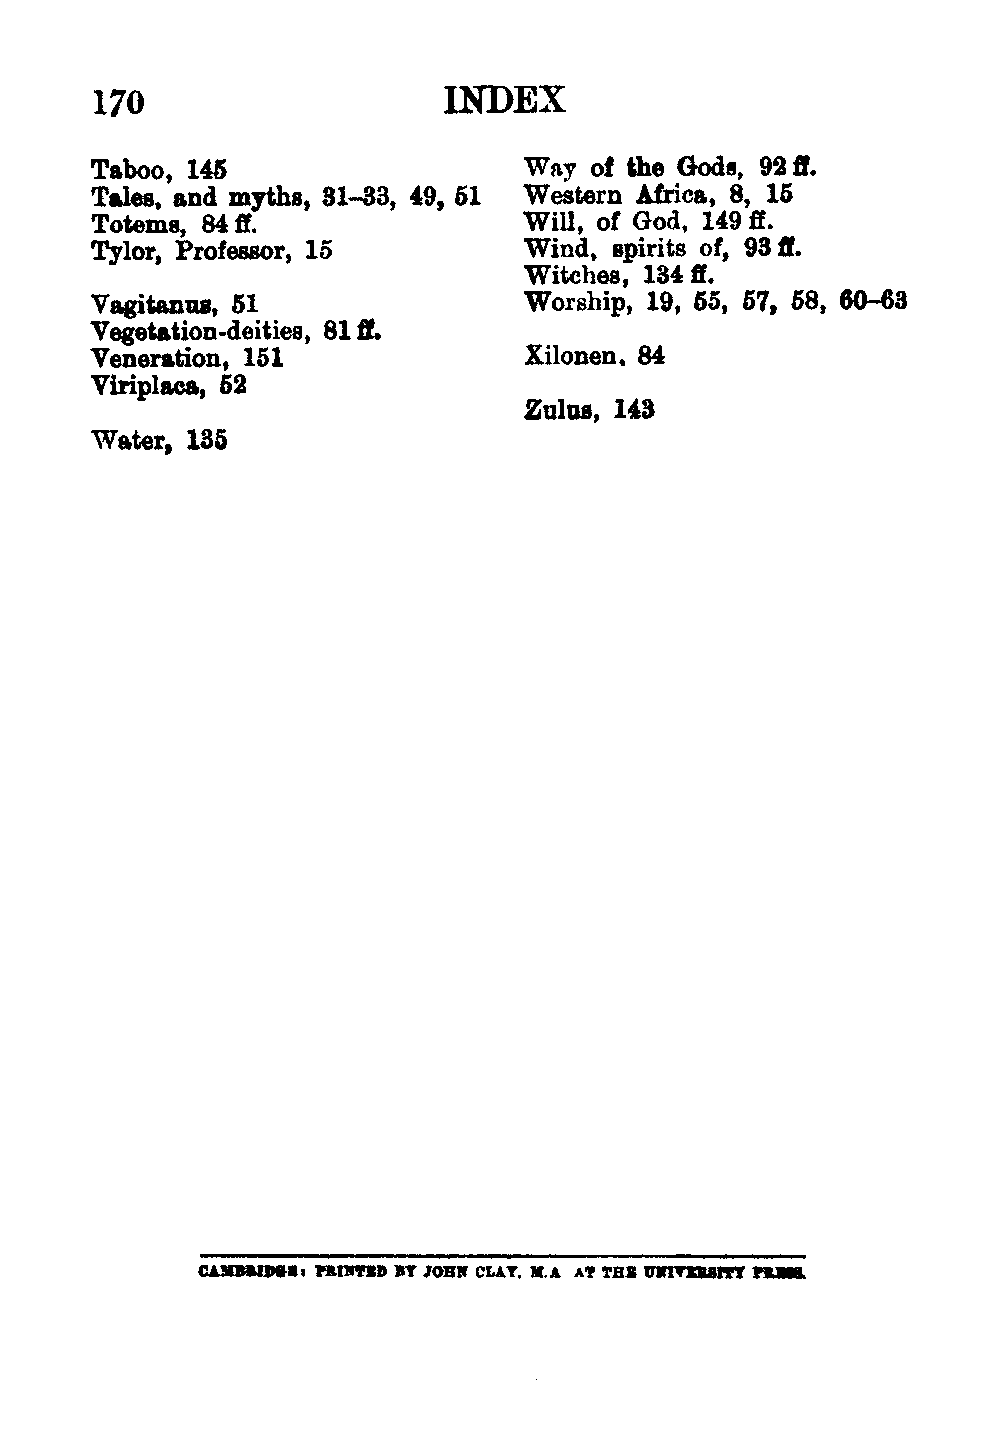 170 INDEX
Taboo, 145
Tales, and myths, 31–33, 49, 51
Totems, 84 ff.
Tylor, Professor, 15
Vagitanus, 51
Vegetation-deities, 81 ff.
Veneration, 151
Viriplaca, 52
Water, 135
Way of the Gods, 92 ff.
Western Africa, 8, 15
Will, of God, 149 ff.
Wind, spirits of, 93 ff.
Witches, 134 ff.
Worship, 19, 55, 57, 58, 60–63
Xilonen, 84
Zulus, 143
CAMBRIDGE: PRINTED BY JOHN CLAY, M.A. AT THE UNIVERSITY PRESS.